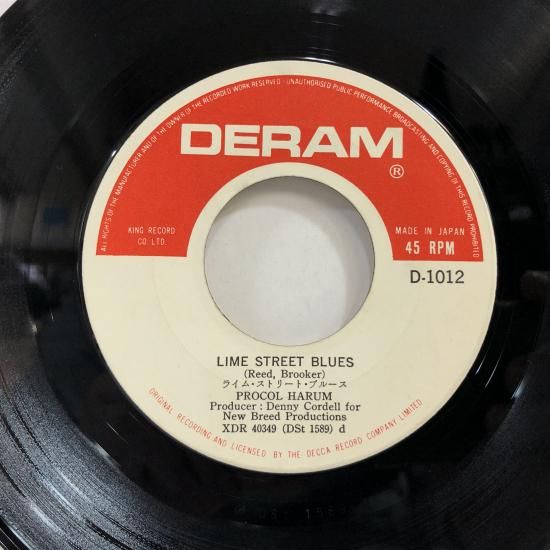 ALL RIGHTS OF THE MANUFACTURER AND OF THE OWNER OF THE RECORDED WORK RESERVED · UNAUTHORISED PUBLIC PERFORMANCE BROADCASTING AND COPYING OF THIS RECORD PROHIBITED
DERAM
®
KING RECORD
CO LTD.
MADE IN JAPAN
45 RPM
D-1012
LIME STREET BLUES
(Reed, Brooker)
ライム・ストリート・ブルース
PROCOL HARUM
Producer : Denny Cordell for
New Breed Productions
XDR 40349 (DSt 1589) d
ORIGINAL RECORDING AND LICENSED BY THE DECCA RECORD COMPANY LIMITED